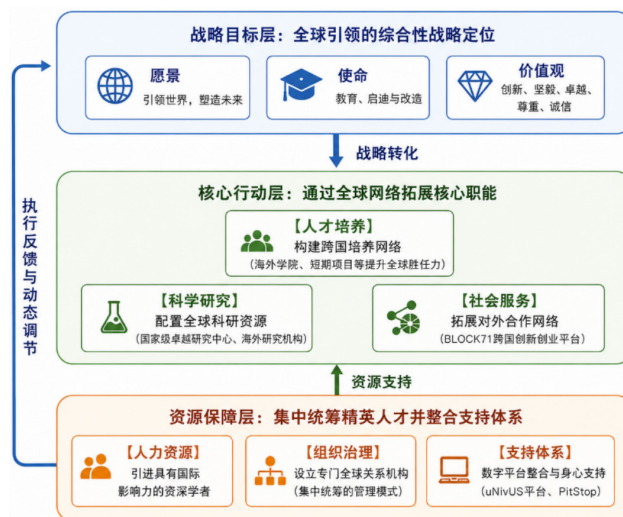 战略目标层：全球引领的综合性战略定位
愿景
引领世界，塑造未来
使命
教育、启迪与改造
价值观
创新、坚毅、卓越、
尊重、诚信
战略转化
执行反馈与动态调节
核心行动层：通过全球网络拓展核心职能
【人才培养】
构建跨国培养网络
（海外学院、短期项目等提升全球胜任力）
【科学研究】
配置全球科研资源
（国家级卓越研究中心、海外研究机构）
【社会服务】
拓展对外合作网络
（BLOCK71跨国创新创业平台）
资源支持
资源保障层：集中统筹精英人才并整合支持体系
【人力资源】
引进具有国际
影响力的资深学者
【组织治理】
设立专门全球关系机构
（集中统筹的管理模式）
【支持体系】
数字平台整合与身心支持
（uNivUS平台、PitStop）